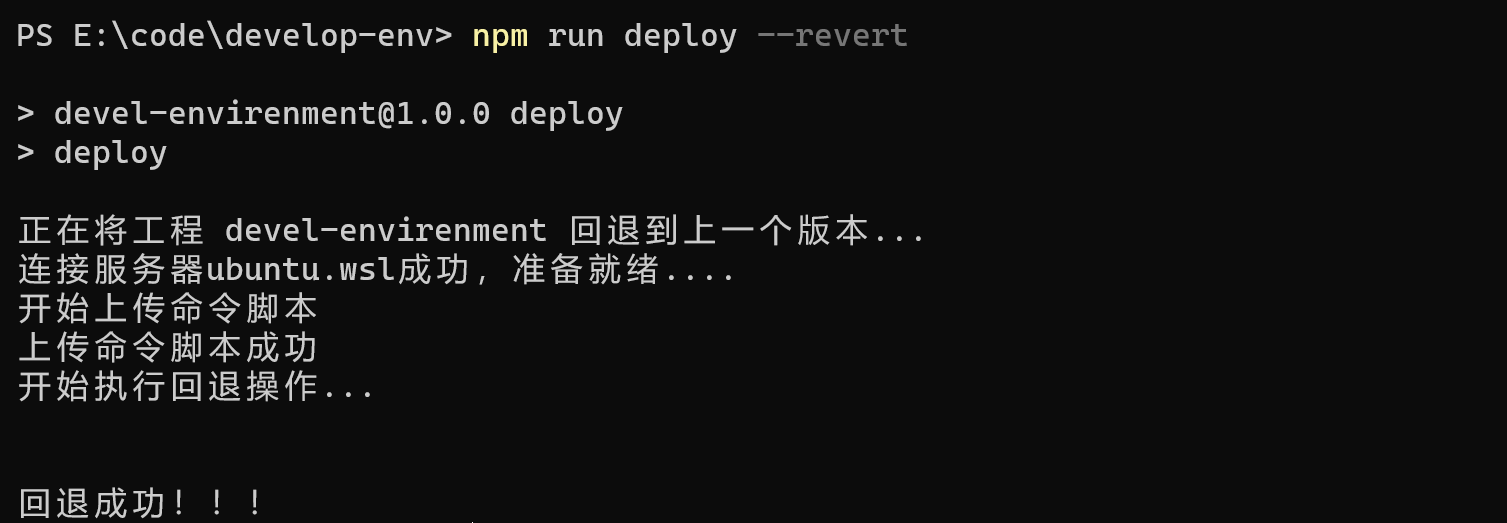 PS E:\code\develop-env> npm run deploy --revert
> devel-envirenment@1.0.0 deploy
> deploy
正在将工程 devel-envirenment 回退到上一个版本...
连接服务器ubuntu.wsl成功，准备就绪....
开始上传命令脚本
上传命令脚本成功
开始执行回退操作...
回退成功！！！